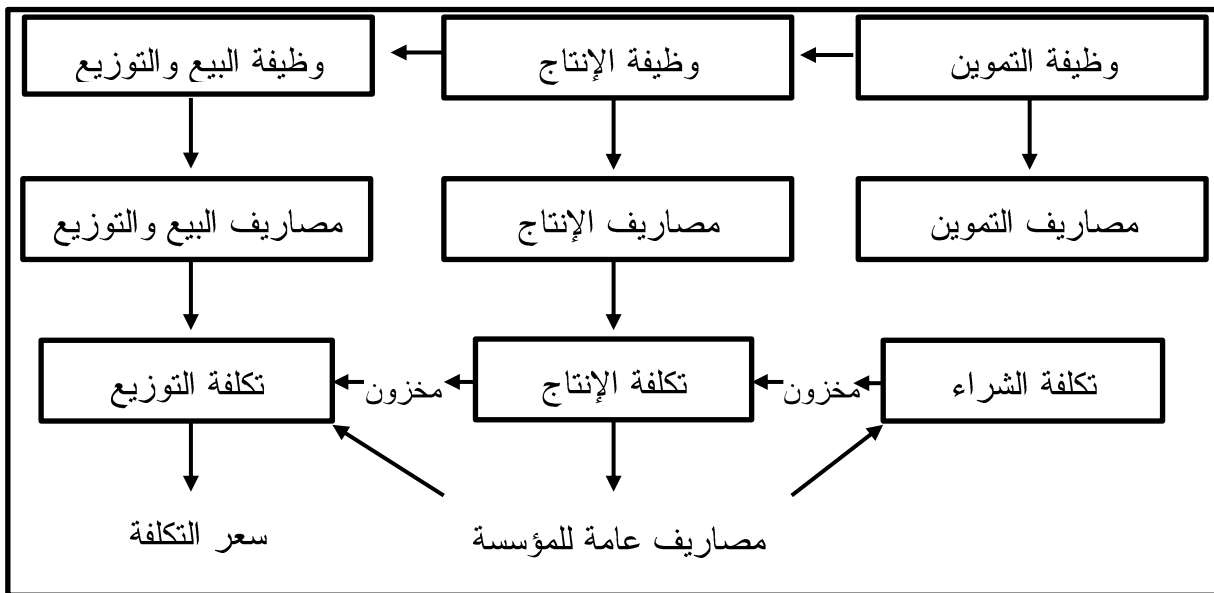 وظيفة التموين
وظيفة الإنتاج
وظيفة البيع والتوزيع
مصاريف التموين
مصاريف الإنتاج
مصاريف البيع والتوزيع
تكلفة الشراء
مخزون
تكلفة الإنتاج
مخزون
تكلفة التوزيع
مصاريف عامة للمؤسسة
سعر التكلفة